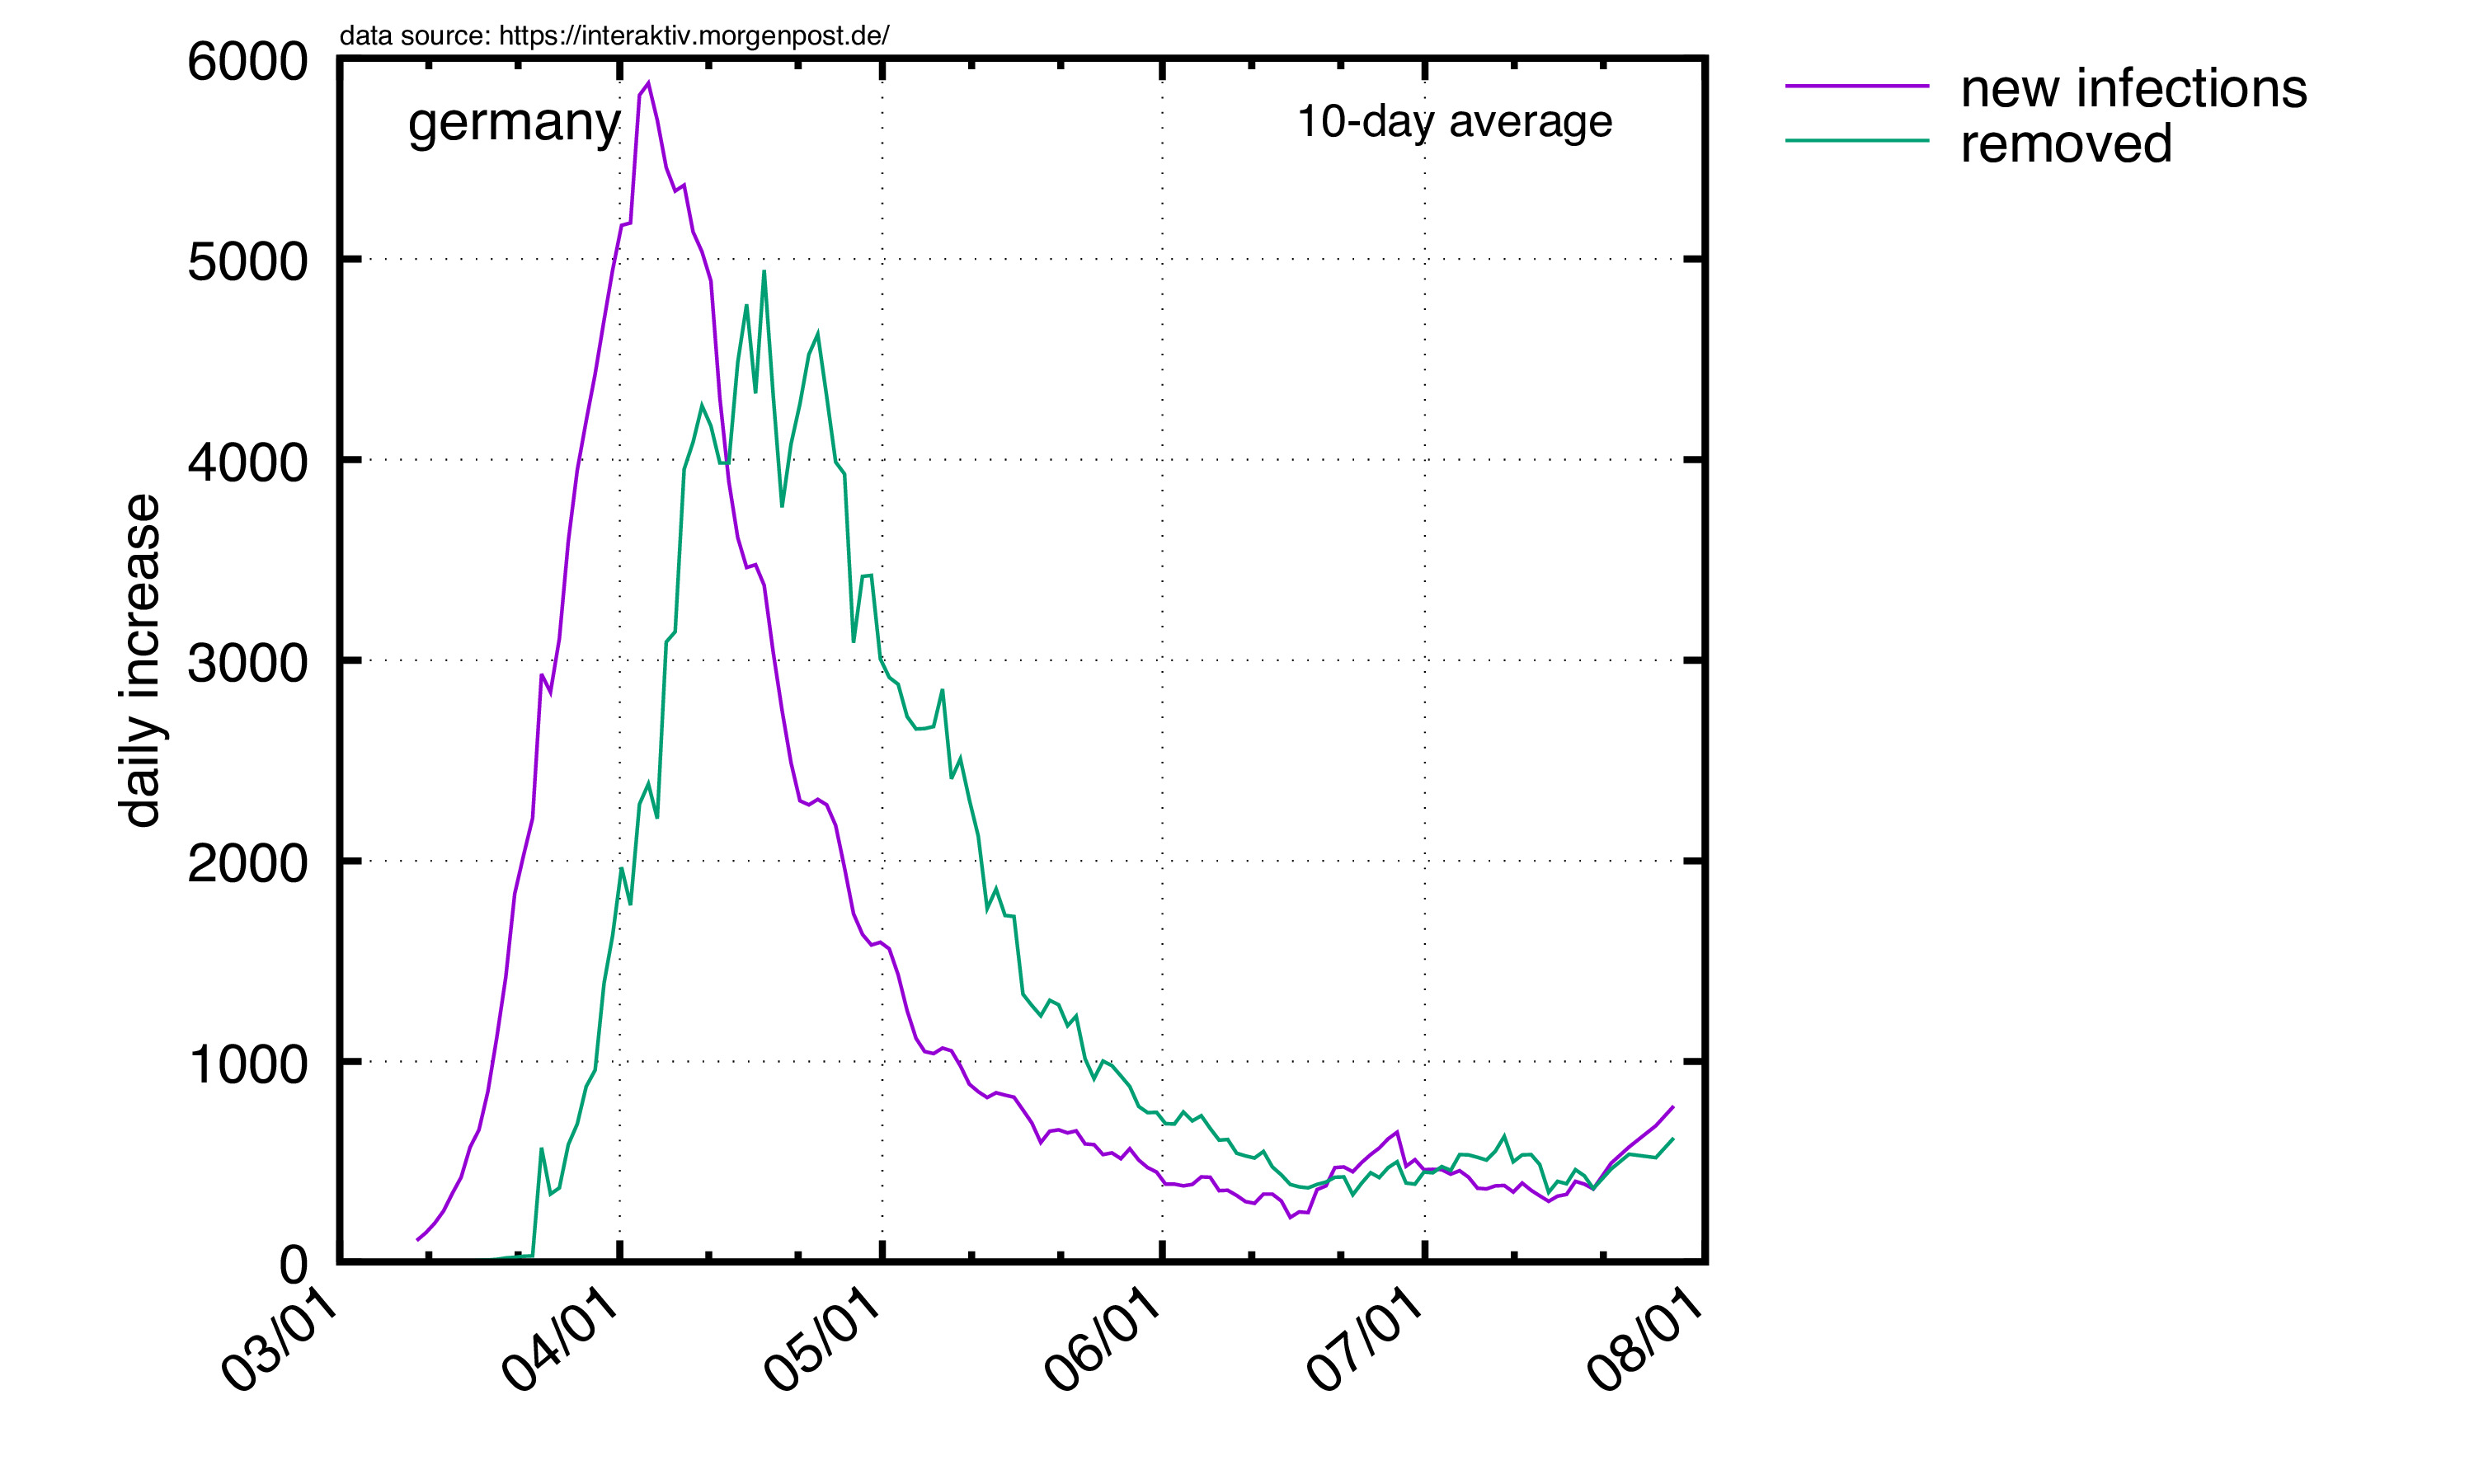 data source: https://interaktiv.morgenpost.de/
germany
10-day average
new infections
removed
daily increase
6000
5000
4000
3000
2000
1000
0
03/01
04/01
05/01
06/01
07/01
08/01